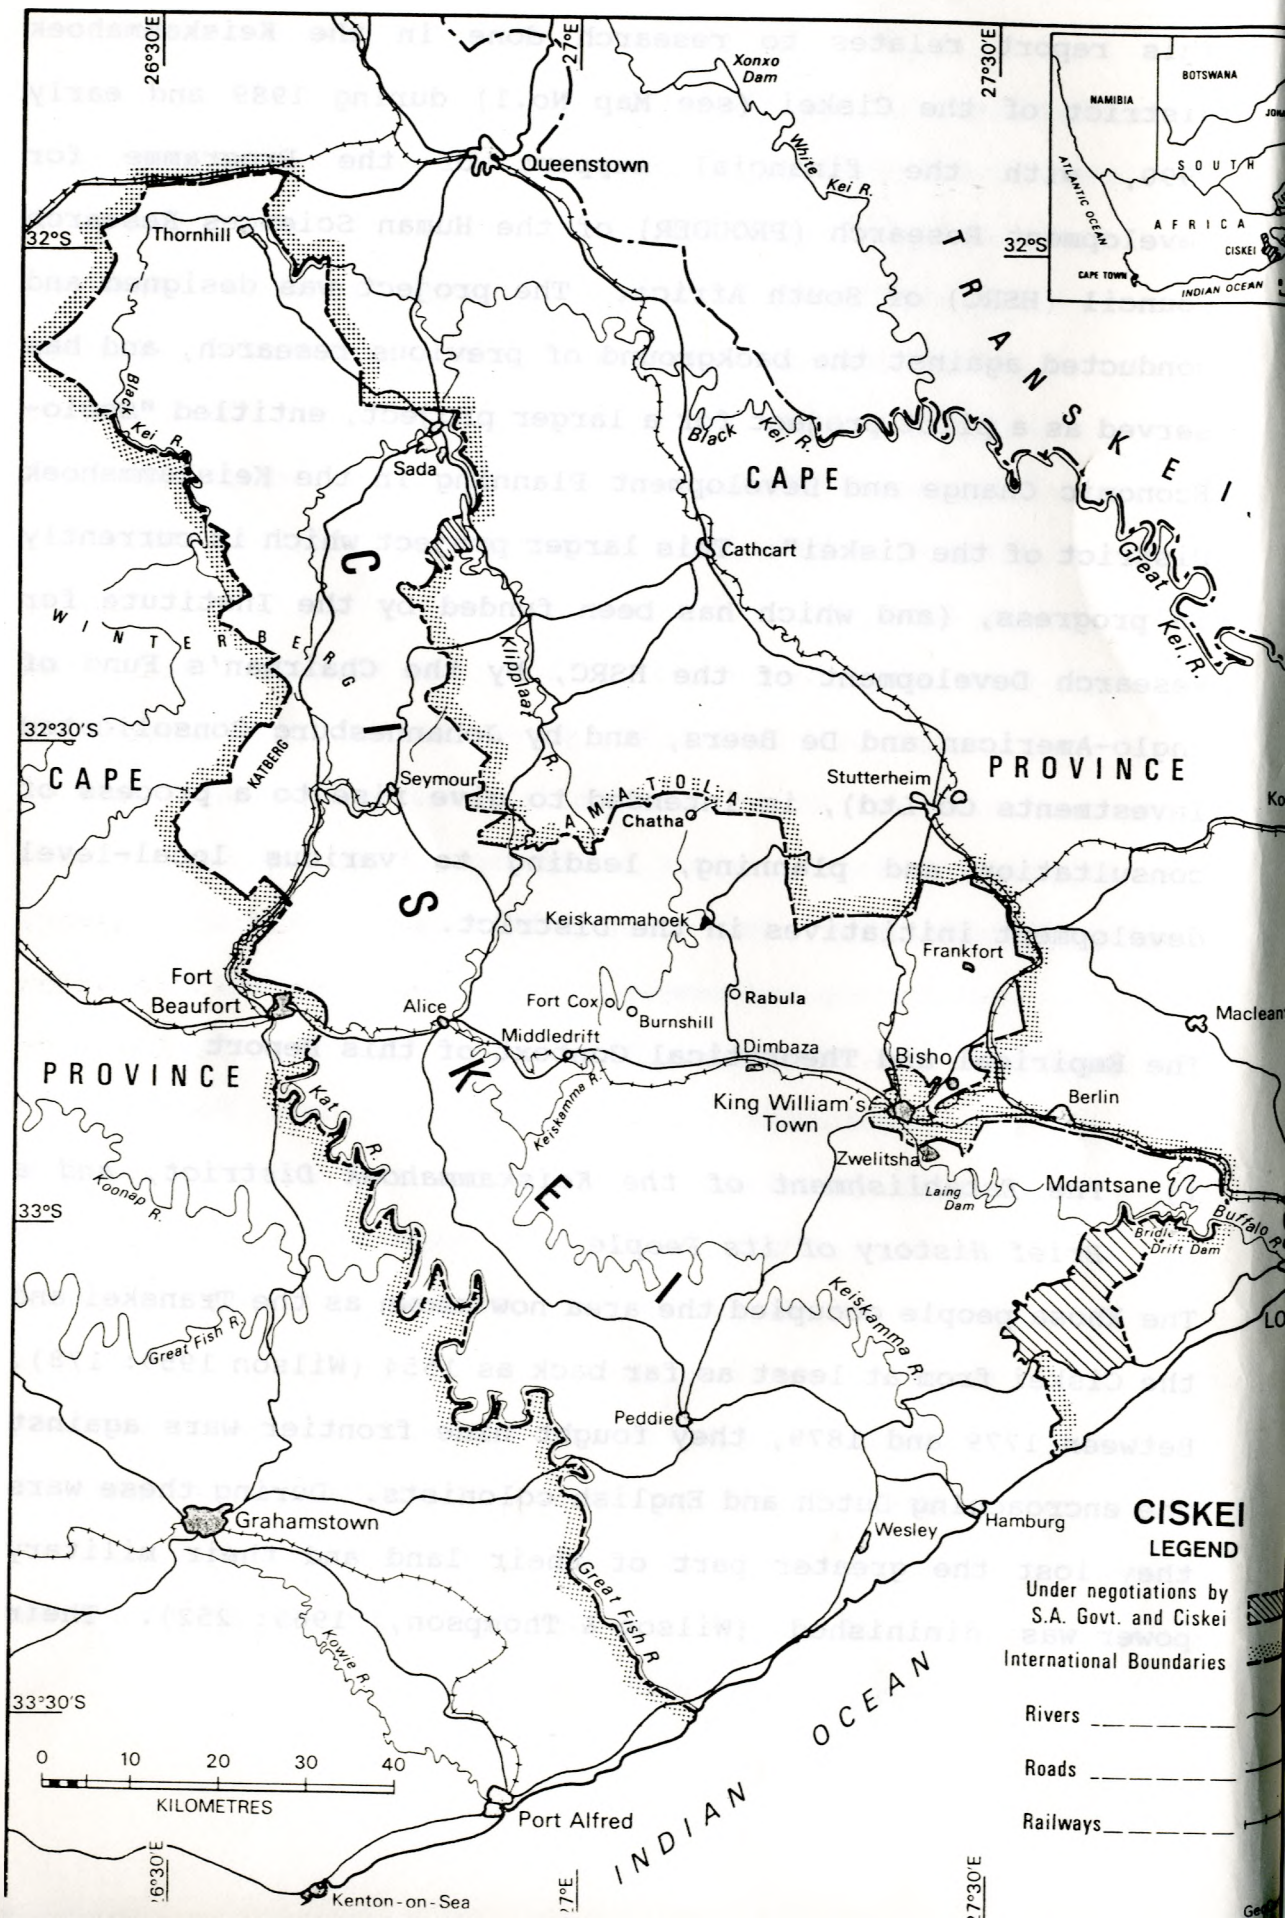 26°30'E
27°E
27°30'E
Xonxo
Dam
BOTSWANA
NAMIBIA
SOUTH
AFRICA
ATLANTIC OCEAN
CISKEI
CAPE TOWN
INDIAN OCEAN
Queenstown
White Kei R.
32°S
Thornhill
32°S
TRANSKEI
Black Kei R.
Black Kei R.
Sada
CAPE
Cathcart
Great Kei R.
CISKEI
WINTERBERG
Klipplaat R.
32°30'S
CAPE
KATBERG
Seymour
AMATOLA
Chatha
Stutterheim
PROVINCE
Keiskammahoek
Frankfort
Fort
Beaufort
Alice
Fort Cox
Burnshill
Rabula
Middledrift
Dimbaza
Bisho
PROVINCE
Kat R.
Keiskamma R.
King William's
Town
Berlin
Zwelitsha
Koonap R.
Laing
Dam
Mdantsane
33°S
Bridle
Drift Dam
Buffalo R.
Great Fish R.
Keiskamma R.
Peddie
Grahamstown
Wesley
Hamburg
Great Fish R.
Kowie R.
33°30'S
INDIAN OCEAN
0 10 20 30 40
KILOMETRES
Port Alfred
Kenton-on-Sea
26°30'E
27°E
27°30'E
CISKEI
LEGEND
Under negotiations by
S.A. Govt. and Ciskei
International Boundaries
Rivers
Roads
Railways